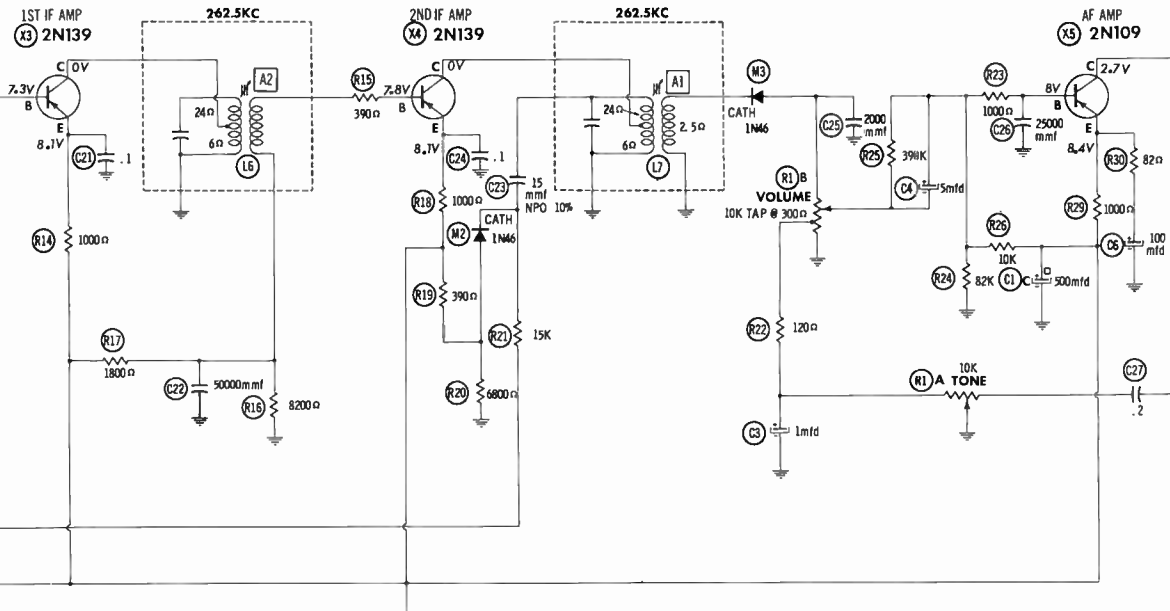 1ST IF AMP
X3 2N139
262.5KC
2ND IF AMP
X4 2N139
262.5KC
AF AMP
X5 2N109
C
0V
7.3V
B
E
8.1V
C21 .1
24Ω
6Ω
A2
L6
R15
390Ω
C
0V
7.8V
B
E
8.1V
C24 .1
C23 15
mmf
NPO 10%
24Ω
6Ω
A1
2.5Ω
L7
M3
CATH
1N46
C25 2000
mmf
R23
1000Ω
C26 25000
mmf
C
2.7V
8V
B
E
8.4V
R25 390K
C4 5mfd
R30
82Ω
R1 B
VOLUME
10K TAP @ 300Ω
R29
1000Ω
C6 100
mfd
R14 1000Ω
R18 1000Ω
M2 CATH
1N46
R26
10K
R24 82K
C1 C 500mfd
R19 390Ω
R21 15K
R22 120Ω
R17
1800Ω
C22 50000mmf
R16 8200Ω
R20 6800Ω
10K
R1 A TONE
C27
.2
C3 1mfd